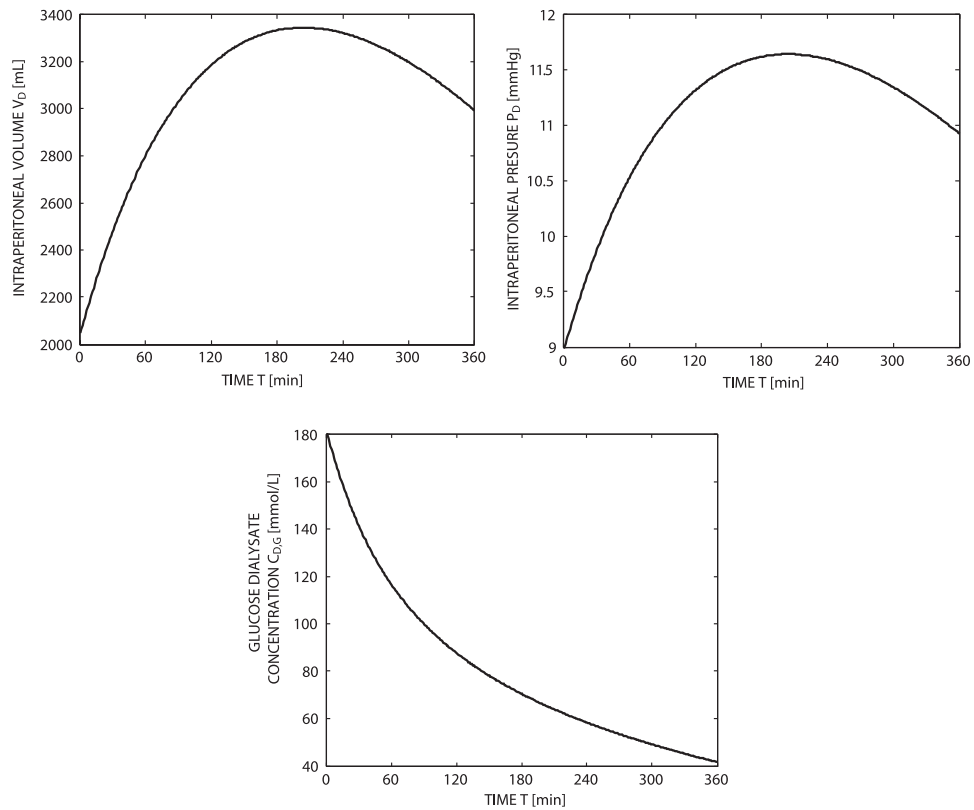 INTRAPERITONEAL VOLUME V_D [mL]
3400
3200
3000
2800
2600
2400
2200
2000
0 60 120 180 240 300 360
TIME T [min]
INTRAPERITONEAL PRESURE P_D [mmHg]
12
11.5
11
10.5
10
9.5
9
0 60 120 180 240 300 360
TIME T [min]
GLUCOSE DIALYSATE
CONCENTRATION C_D,G [mmol/L]
180
160
140
120
100
80
60
40
0 60 120 180 240 300 360
TIME T [min]